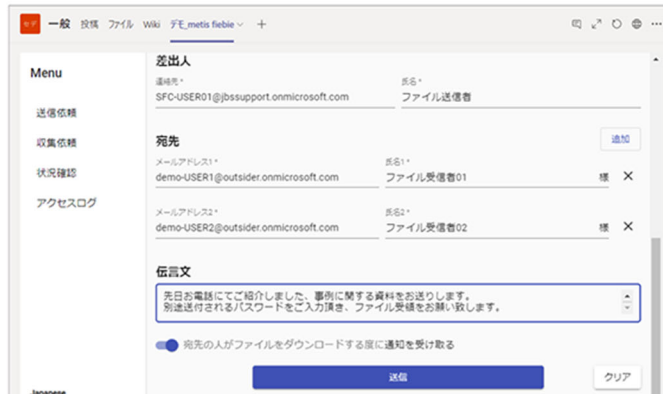 セデ 一般 投稿 ファイル Wiki デモ_metis fiebie +
Menu
送信依頼
収集依頼
状況確認
アクセスログ
Japanese
差出人
連絡先*
氏名*
SFC-USER01@jbssupport.onmicrosoft.com
ファイル送信者
宛先
追加
メールアドレス1*
氏名1*
demo-USER1@outsider.onmicrosoft.com
ファイル受信者01
様
メールアドレス2*
氏名2*
demo-USER2@outsider.onmicrosoft.com
ファイル受信者02
様
伝言文
先日お電話にてご紹介しました、事例に関する資料をお送りします。
別途送付されるパスワードをご入力頂き、ファイル受領をお願い致します。
宛先の人がファイルをダウンロードする度に通知を受け取る
送信
クリア